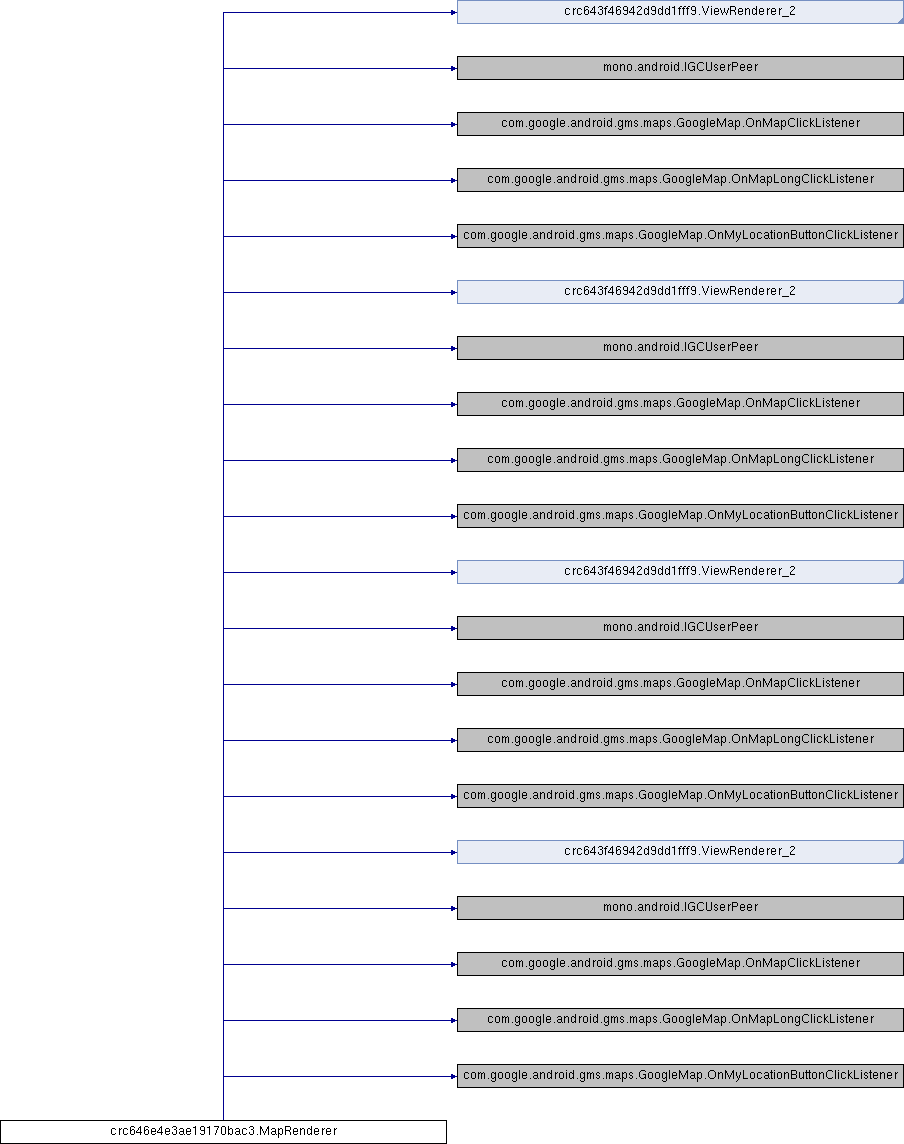 crc643f46942d9dd1fff9.ViewRenderer_2
mono.android.IGCUserPeer
com.google.android.gms.maps.GoogleMap.OnMapClickListener
com.google.android.gms.maps.GoogleMap.OnMapLongClickListener
com.google.android.gms.maps.GoogleMap.OnMyLocationButtonClickListener
crc643f46942d9dd1fff9.ViewRenderer_2
mono.android.IGCUserPeer
com.google.android.gms.maps.GoogleMap.OnMapClickListener
com.google.android.gms.maps.GoogleMap.OnMapLongClickListener
com.google.android.gms.maps.GoogleMap.OnMyLocationButtonClickListener
crc643f46942d9dd1fff9.ViewRenderer_2
mono.android.IGCUserPeer
com.google.android.gms.maps.GoogleMap.OnMapClickListener
com.google.android.gms.maps.GoogleMap.OnMapLongClickListener
com.google.android.gms.maps.GoogleMap.OnMyLocationButtonClickListener
crc643f46942d9dd1fff9.ViewRenderer_2
mono.android.IGCUserPeer
com.google.android.gms.maps.GoogleMap.OnMapClickListener
com.google.android.gms.maps.GoogleMap.OnMapLongClickListener
com.google.android.gms.maps.GoogleMap.OnMyLocationButtonClickListener
crc646e4e3ae19170bac3.MapRenderer